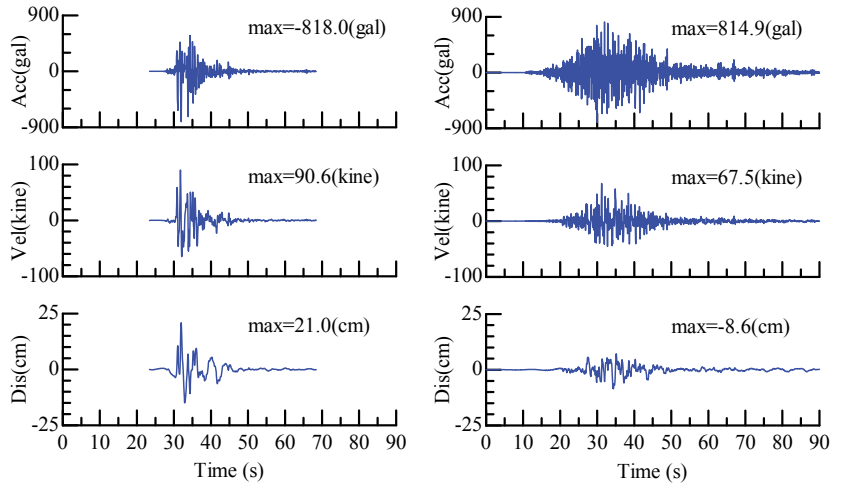 900
0
-900
Acc(gal)
max=-818.0(gal)
100
0
-100
Vel(kine)
max=90.6(kine)
25
0
-25
Dis(cm)
max=21.0(cm)
0 10 20 30 40 50 60 70 80 90
Time (s)
900
0
-900
Acc(gal)
max=814.9(gal)
100
0
-100
Vel(kine)
max=67.5(kine)
25
0
-25
Dis(cm)
max=-8.6(cm)
0 10 20 30 40 50 60 70 80 90
Time (s)